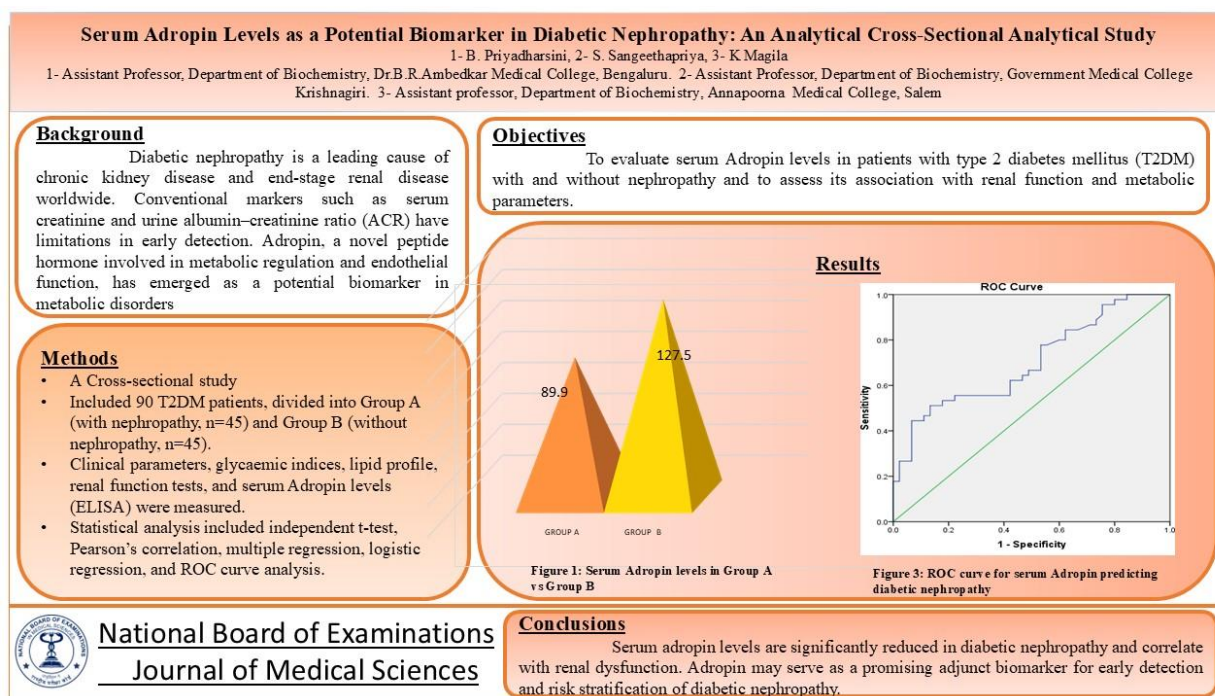 Serum Adropin Levels as a Potential Biomarker in Diabetic Nephropathy: An Analytical Cross-Sectional Analytical Study
1- B. Priyadharsini, 2- S. Sangeethapriya, 3- K Magila
1- Assistant Professor, Department of Biochemistry, Dr.B.R.Ambedkar Medical College, Bengaluru. 2- Assistant Professor, Department of Biochemistry, Government Medical College
Krishnagiri. 3- Assistant professor, Department of Biochemistry, Annapoorna Medical College, Salem
Background
Diabetic nephropathy is a leading cause of
chronic kidney disease and end-stage renal disease
worldwide. Conventional markers such as serum
creatinine and urine albumin–creatinine ratio (ACR) have
limitations in early detection. Adropin, a novel peptide
hormone involved in metabolic regulation and endothelial
function, has emerged as a potential biomarker in
metabolic disorders
Objectives
To evaluate serum Adropin levels in patients with type 2 diabetes mellitus (T2DM)
with and without nephropathy and to assess its association with renal function and metabolic
parameters.
Methods
• A Cross-sectional study
• Included 90 T2DM patients, divided into Group A
(with nephropathy, n=45) and Group B (without
nephropathy, n=45).
• Clinical parameters, glycaemic indices, lipid profile,
renal function tests, and serum Adropin levels
(ELISA) were measured.
• Statistical analysis included independent t-test,
Pearson's correlation, multiple regression, logistic
regression, and ROC curve analysis.
Results
89.9
127.5
GROUP A
GROUP B
Figure 1: Serum Adropin levels in Group A
vs Group B
ROC Curve
Sensitivity
1.0
0.8
0.6
0.4
0.2
0.0
0.0 0.2 0.4 0.6 0.8 1.0
1 - Specificity
Figure 3: ROC curve for serum Adropin predicting
diabetic nephropathy
National Board of Examinations
Journal of Medical Sciences
Conclusions
Serum adropin levels are significantly reduced in diabetic nephropathy and correlate
with renal dysfunction. Adropin may serve as a promising adjunct biomarker for early detection
and risk stratification of diabetic nephropathy.